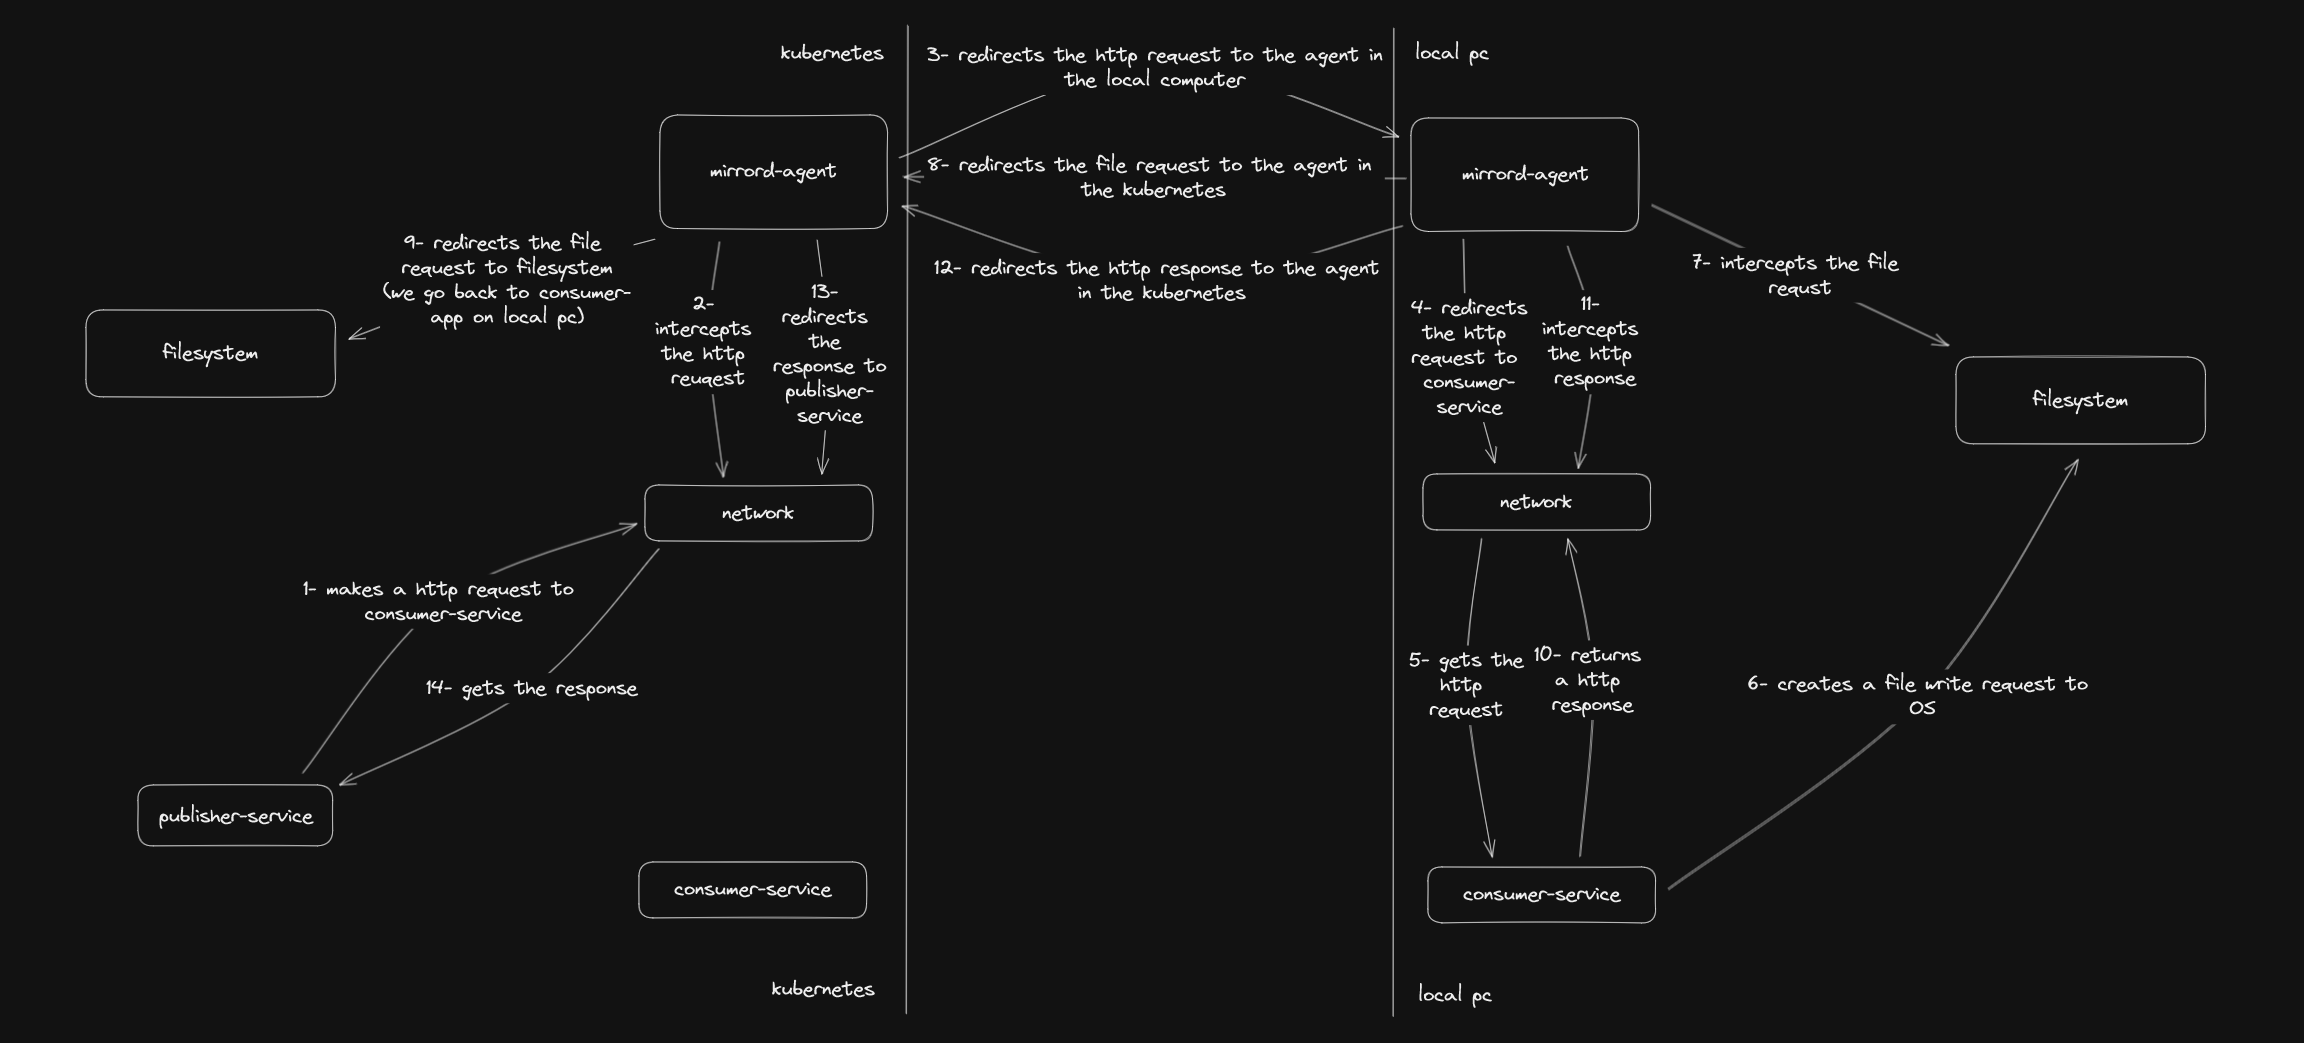 kubernetes
3- redirects the http request to the agent in
the local computer
local pc
mirrord-agent
8- redirects the file request to the agent in
the kubernetes
mirrord-agent
12- redirects the http response to the agent
in the kubernetes
9- redirects the file
request to filesystem
(we go back to consumer-
app on local pc)
filesystem
2-
intercepts
the http
reuqest
13-
redirects
the
response to
publisher-
service
4- redirects
the http
request to
consumer-
service
11-
intercepts
the http
response
7- intercepts the file
requst
filesystem
network
network
1- makes a http request to
consumer-service
14- gets the response
5- gets the
http
request
10- returns
a http
response
6- creates a file write request to
OS
publisher-service
consumer-service
consumer-service
kubernetes
local pc